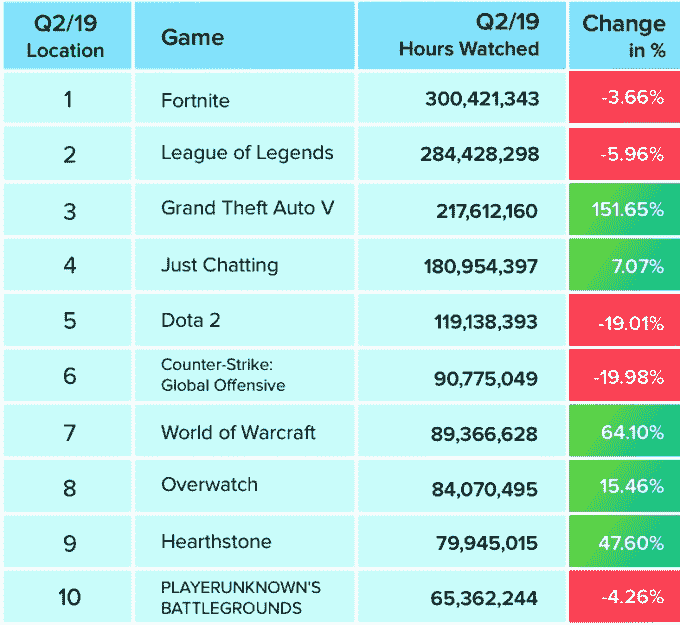 Q2/19 Location Game Q2/19 Hours Watched Change in %
1 Fortnite 300,421,343 -3.66%
2 League of Legends 284,428,298 -5.96%
3 Grand Theft Auto V 217,612,160 151.65%
4 Just Chatting 180,954,397 7.07%
5 Dota 2 119,138,393 -19.01%
6 Counter-Strike: Global Offensive 90,775,049 -19.98%
7 World of Warcraft 89,366,628 64.10%
8 Overwatch 84,070,495 15.46%
9 Hearthstone 79,945,015 47.60%
10 PLAYERUNKNOWN'S BATTLEGROUNDS 65,362,244 -4.26%